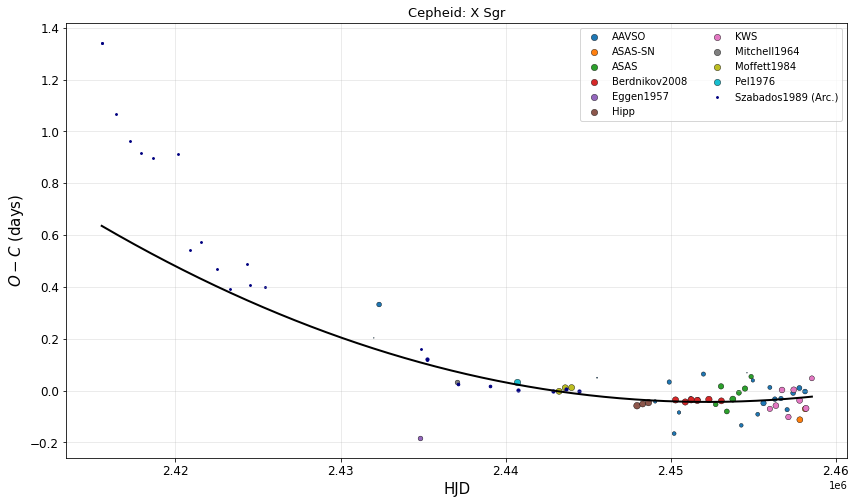 Cepheid: X Sgr
O − C (days)
1.4
1.2
1.0
0.8
0.6
0.4
0.2
0.0
−0.2
AAVSO
ASAS-SN
ASAS
Berdnikov2008
Eggen1957
Hipp
KWS
Mitchell1964
Moffett1984
Pel1976
Szabados1989 (Arc.)
2.42 2.43 2.44 2.45 2.46
1e6
HJD